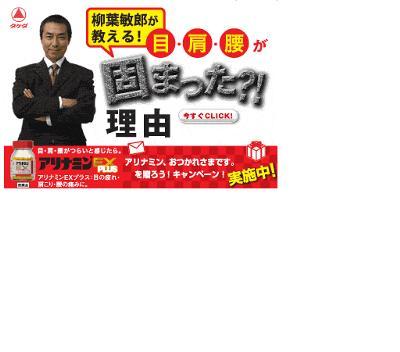 タケダ
柳葉敏郎が
教える!
目・肩・腰が
固まった?!
理由
今すぐCLICK!
目・肩・腰がつらいと感じたら。
アリナミンEX PLUS
アリナミンEXプラス:目の疲れ・
肩こり・腰の痛みに。
アリナミン、おつかれさまです。
を贈ろう!キャンペーン!
実施中!